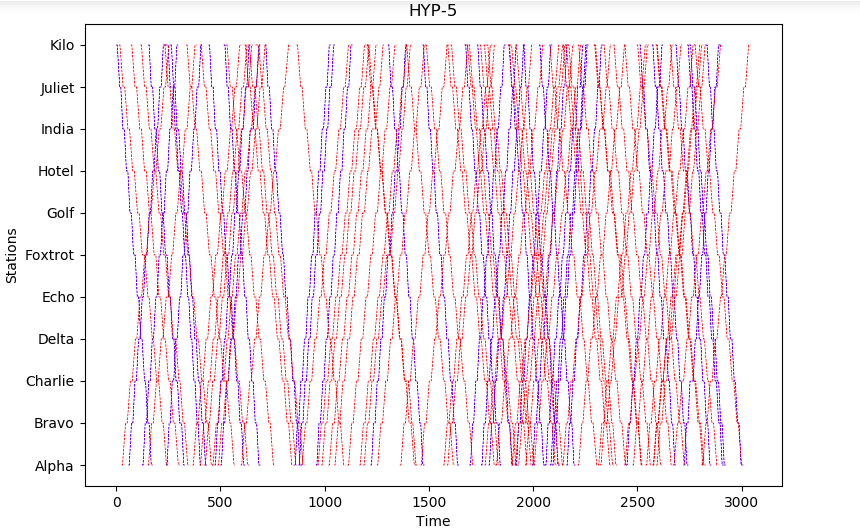 HYP-5
Kilo
Juliet
India
Hotel
Golf
Foxtrot
Echo
Delta
Charlie
Bravo
Alpha
Stations
0 500 1000 1500 2000 2500 3000
Time